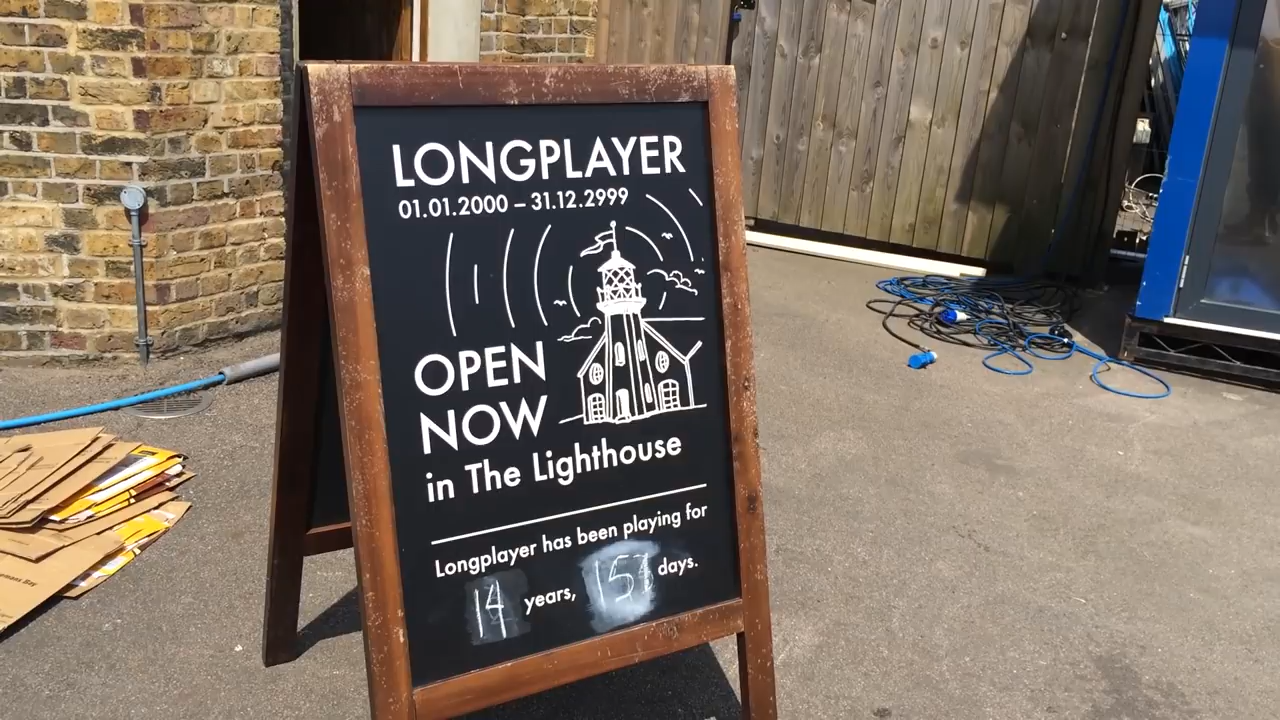 LONGPLAYER
01.01.2000 – 31.12.2999
OPEN
NOW
in The Lighthouse
Longplayer has been playing for
14 years, 157 days.